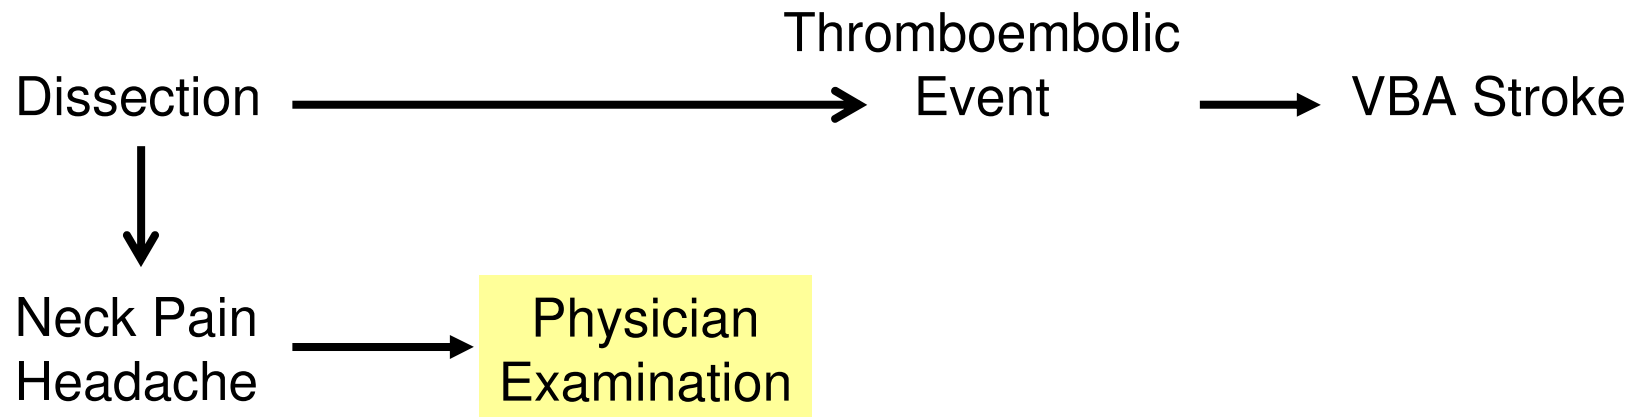 Thromboembolic
Dissection Event VBA Stroke
Neck Pain Physician
Headache Examination